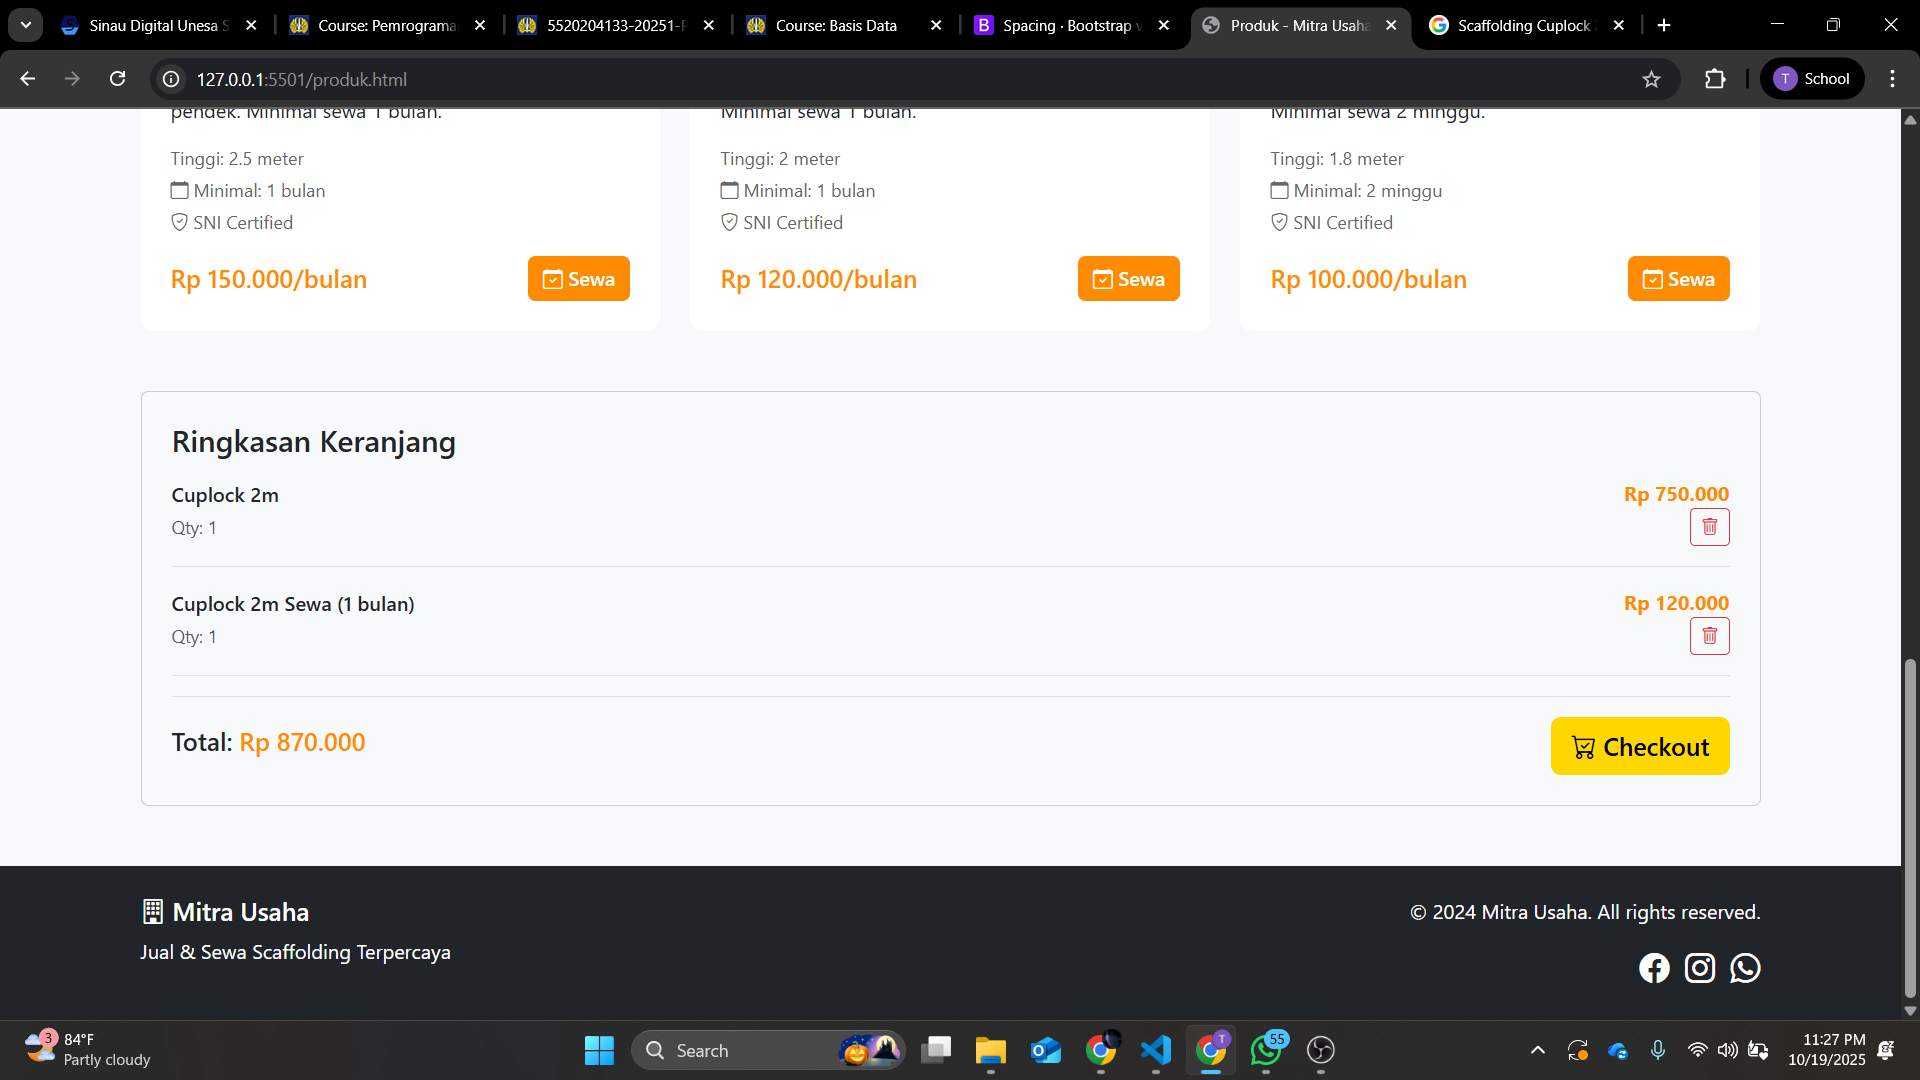 Sinau Digital Unesa S
Course: Pemrograma
5520204133-20251-P
Course: Basis Data
Spacing · Bootstrap v
Produk - Mitra Usaha
Scaffolding Cuplock 2
127.0.0.1:5501/produk.html
T School
pendek. Minimal sewa 1 bulan.
Minimal sewa 1 bulan.
Minimal sewa 2 minggu.
Tinggi: 2.5 meter
Minimal: 1 bulan
SNI Certified
Rp 150.000/bulan
Sewa
Tinggi: 2 meter
Minimal: 1 bulan
SNI Certified
Rp 120.000/bulan
Sewa
Tinggi: 1.8 meter
Minimal: 2 minggu
SNI Certified
Rp 100.000/bulan
Sewa
Ringkasan Keranjang
Cuplock 2m
Rp 750.000
Qty: 1
Cuplock 2m Sewa (1 bulan)
Rp 120.000
Qty: 1
Total: Rp 870.000
Checkout
Mitra Usaha
Jual & Sewa Scaffolding Terpercaya
© 2024 Mitra Usaha. All rights reserved.
3
84°F
Partly cloudy
Search
T
55
11:27 PM
10/19/2025